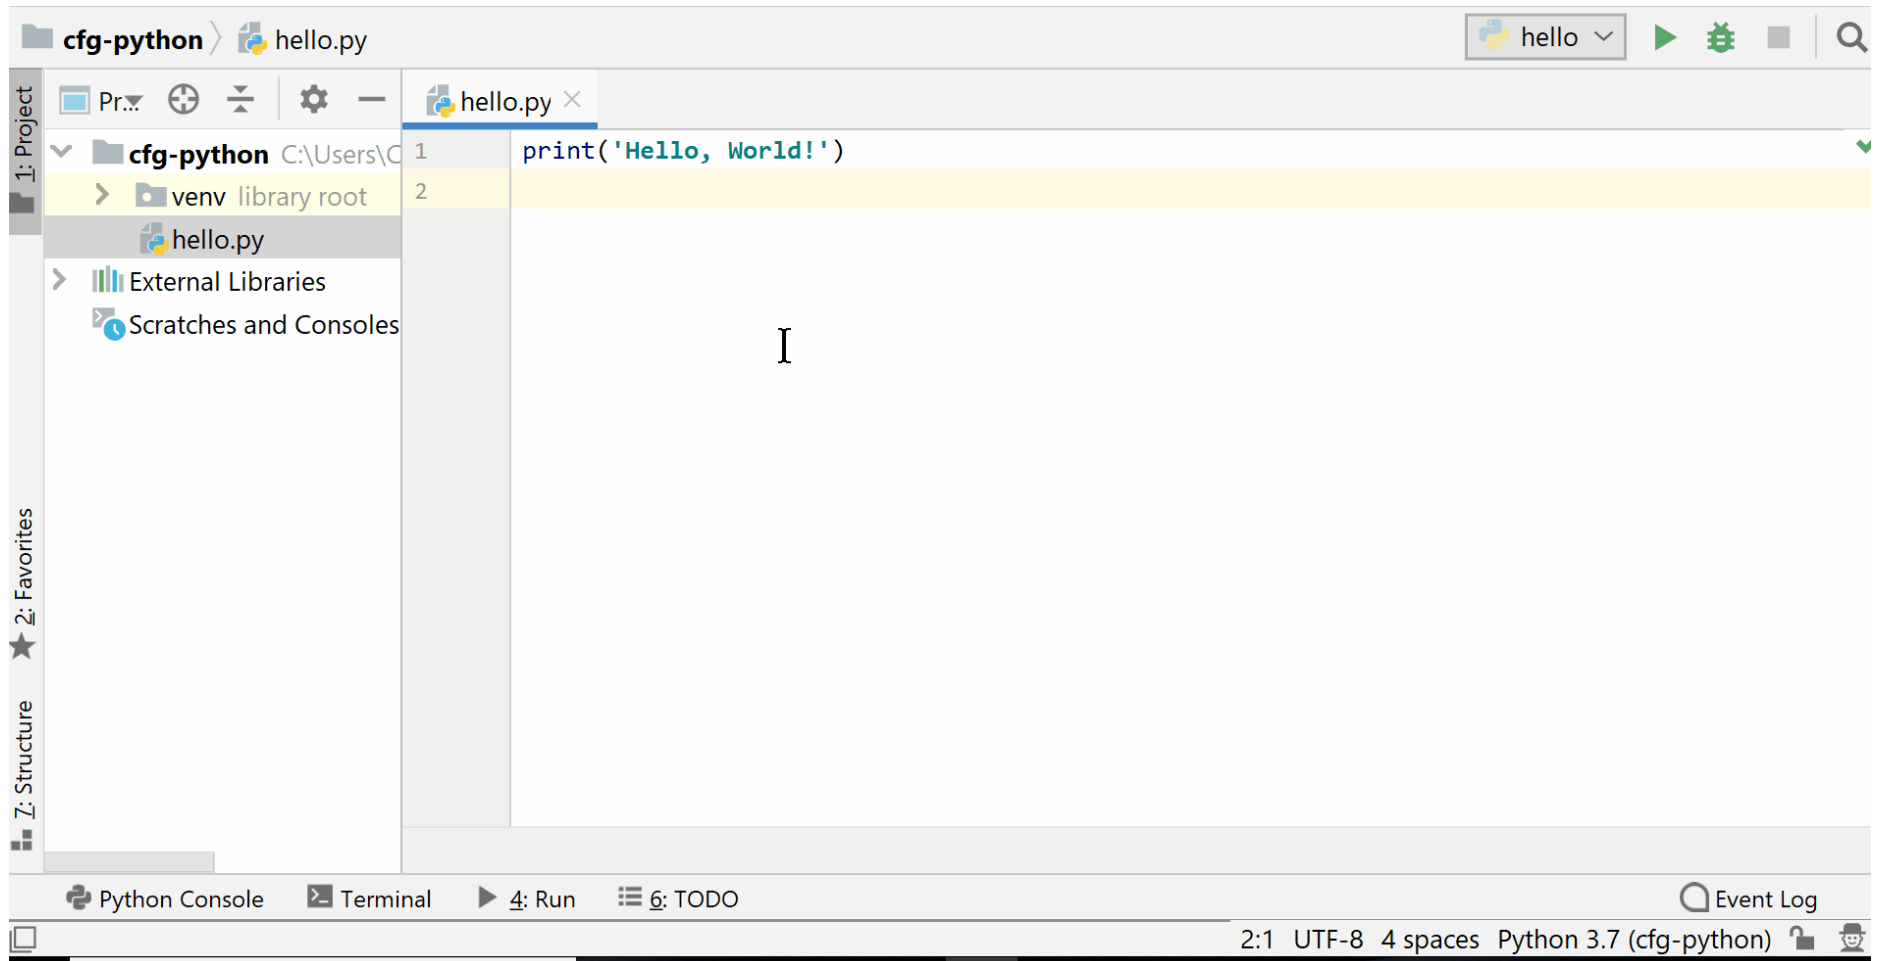 cfg-python hello.py
hello
1: Project
Pr...
hello.py
cfg-python C:\Users\C
venv library root
hello.py
External Libraries
Scratches and Consoles
1 print('Hello, World!')
2
2: Favorites
7: Structure
Python Console Terminal 4: Run 6: TODO Event Log
2:1 UTF-8 4 spaces Python 3.7 (cfg-python)